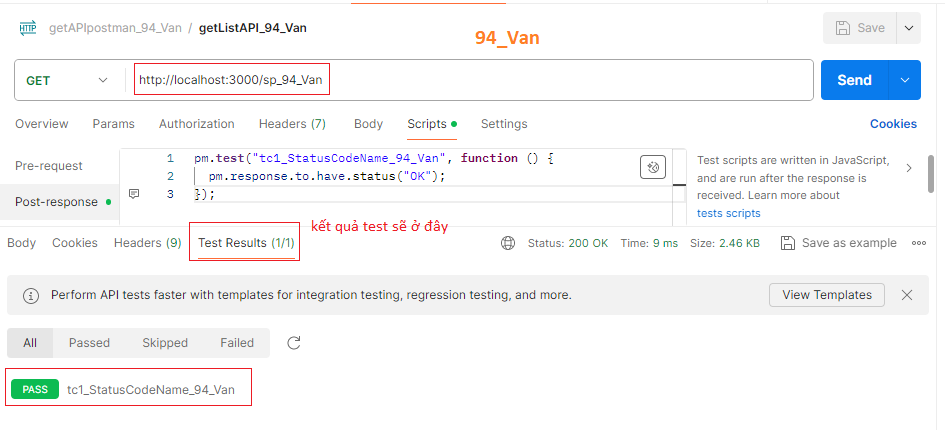 HTTP getAPIpostman_94_Van / getListAPI_94_Van
94_Van
Save
GET http://localhost:3000/sp_94_Van Send
Overview Params Authorization Headers (7) Body Scripts Settings Cookies
Pre-request
Post-response
1 pm.test("tc1_StatusCodeName_94_Van", function () {
2 pm.response.to.have.status("OK");
3 });
Test scripts are written in JavaScript,
and are run after the response is
received. Learn more about
tests scripts
kết quả test sẽ ở đây
Body Cookies Headers (9) Test Results (1/1) Status: 200 OK Time: 9 ms Size: 2.46 KB Save as example
Perform API tests faster with templates for integration testing, regression testing, and more. View Templates
All Passed Skipped Failed
PASS tc1_StatusCodeName_94_Van